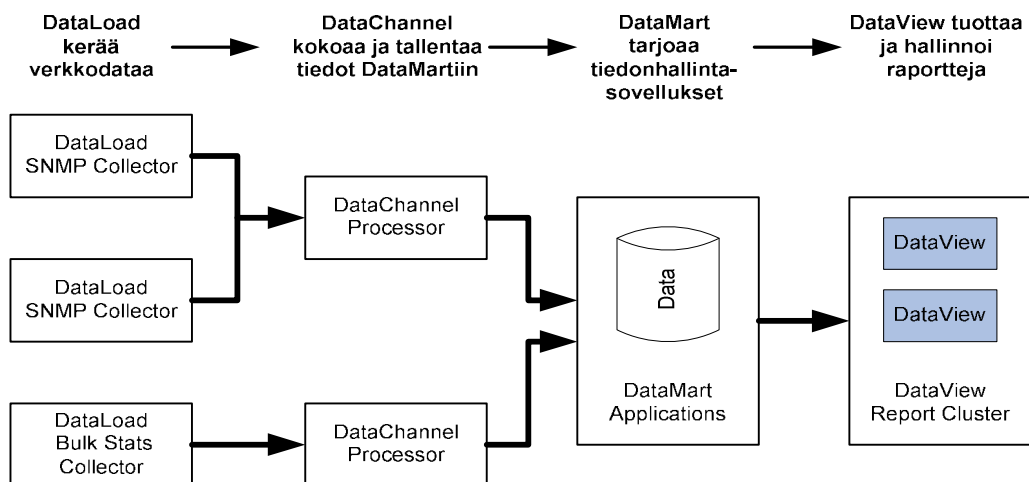 DataLoad
kerää
verkkodataa
DataChannel
kokoaa ja tallentaa
tiedot DataMartiin
DataMart
tarjoaa
tiedonhallinta-
sovellukset
DataView tuottaa
ja hallinnoi
raportteja
DataLoad
SNMP Collector
DataLoad
SNMP Collector
DataLoad
Bulk Stats
Collector
DataChannel
Processor
DataChannel
Processor
Data
DataMart
Applications
DataView
DataView
DataView
Report Cluster